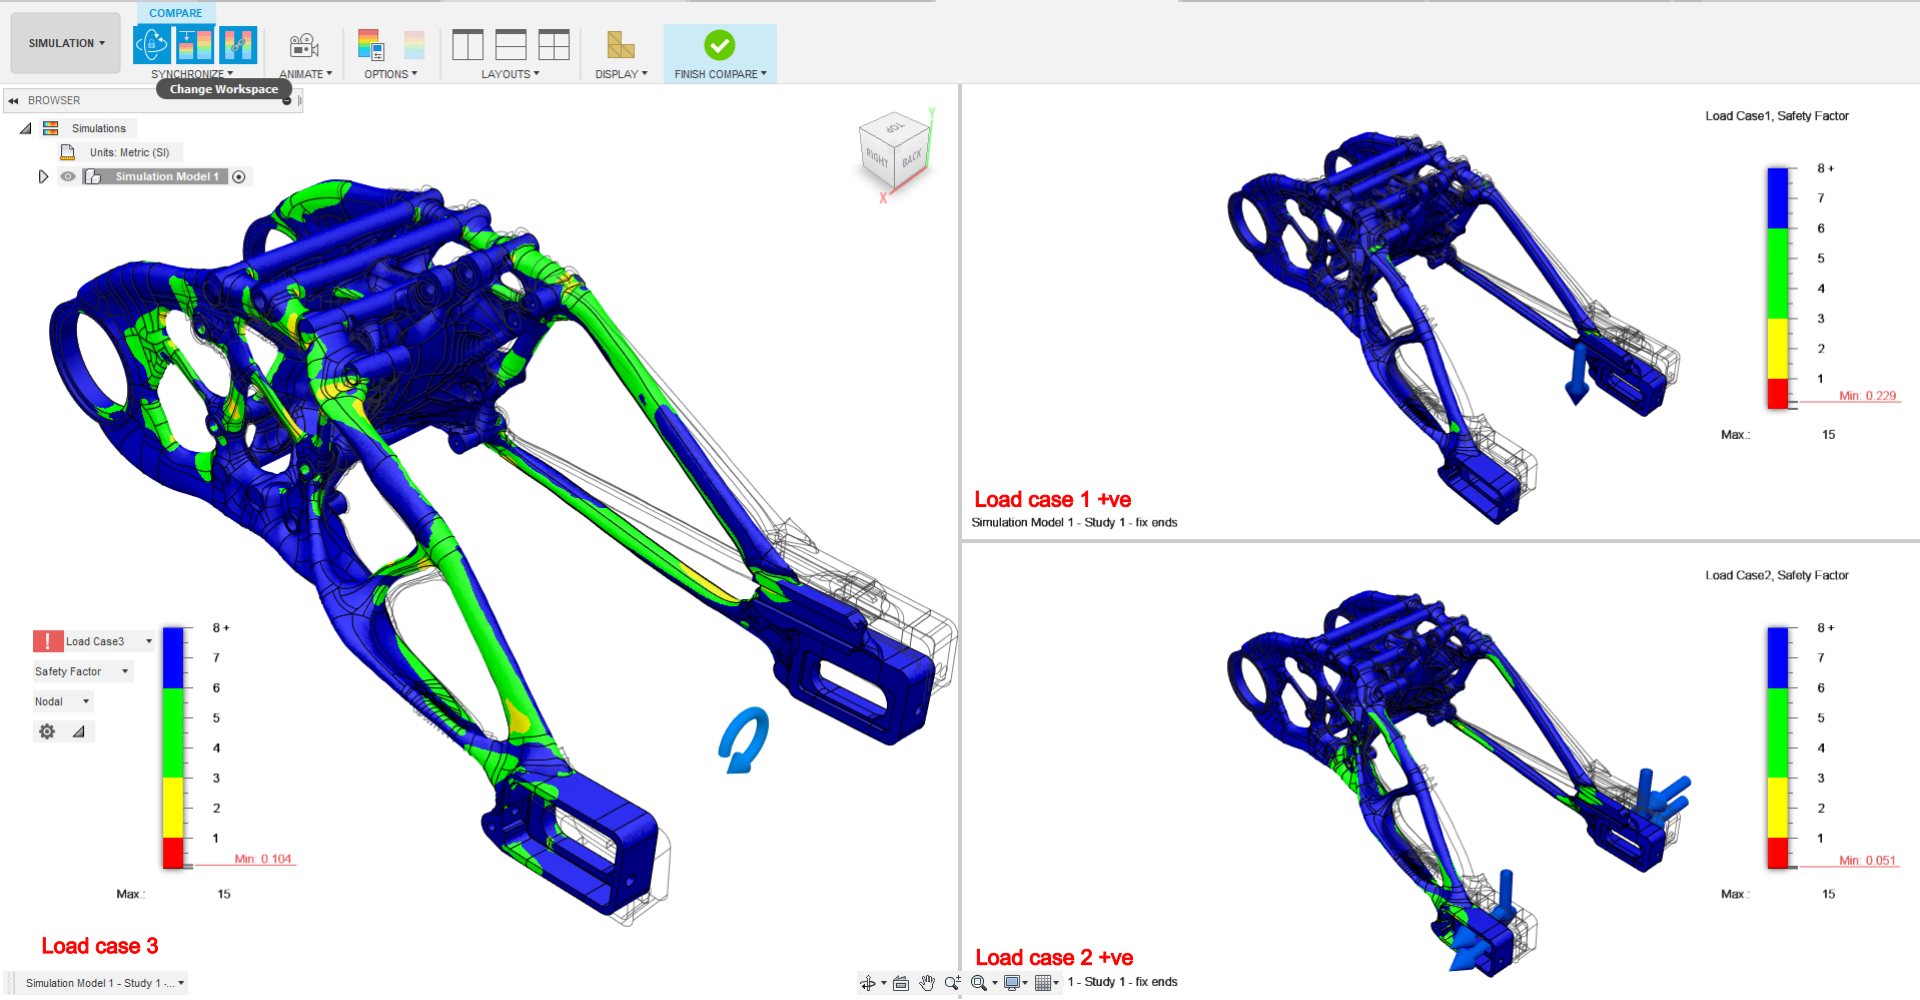 COMPARE
SIMULATION
SYNCHRONIZE
ANIMATE
OPTIONS
LAYOUTS
DISPLAY
FINISH COMPARE
Change Workspace
BROWSER
Simulations
Units: Metric (SI)
Simulation Model 1
TOP
RIGHT
BACK
Y
X
Load Case3
Safety Factor
Nodal
8 +
7
6
5
4
3
2
1
Min: 0.104
Max.: 15
Load case 3
Simulation Model 1 - Study 1 -...
Load Case1, Safety Factor
8 +
7
6
5
4
3
2
1
Min: 0.229
Max.: 15
Load case 1 +ve
Simulation Model 1 - Study 1 - fix ends
Load Case2, Safety Factor
8 +
7
6
5
4
3
2
1
Min: 0.051
Max.: 15
Load case 2 +ve
1 - Study 1 - fix ends